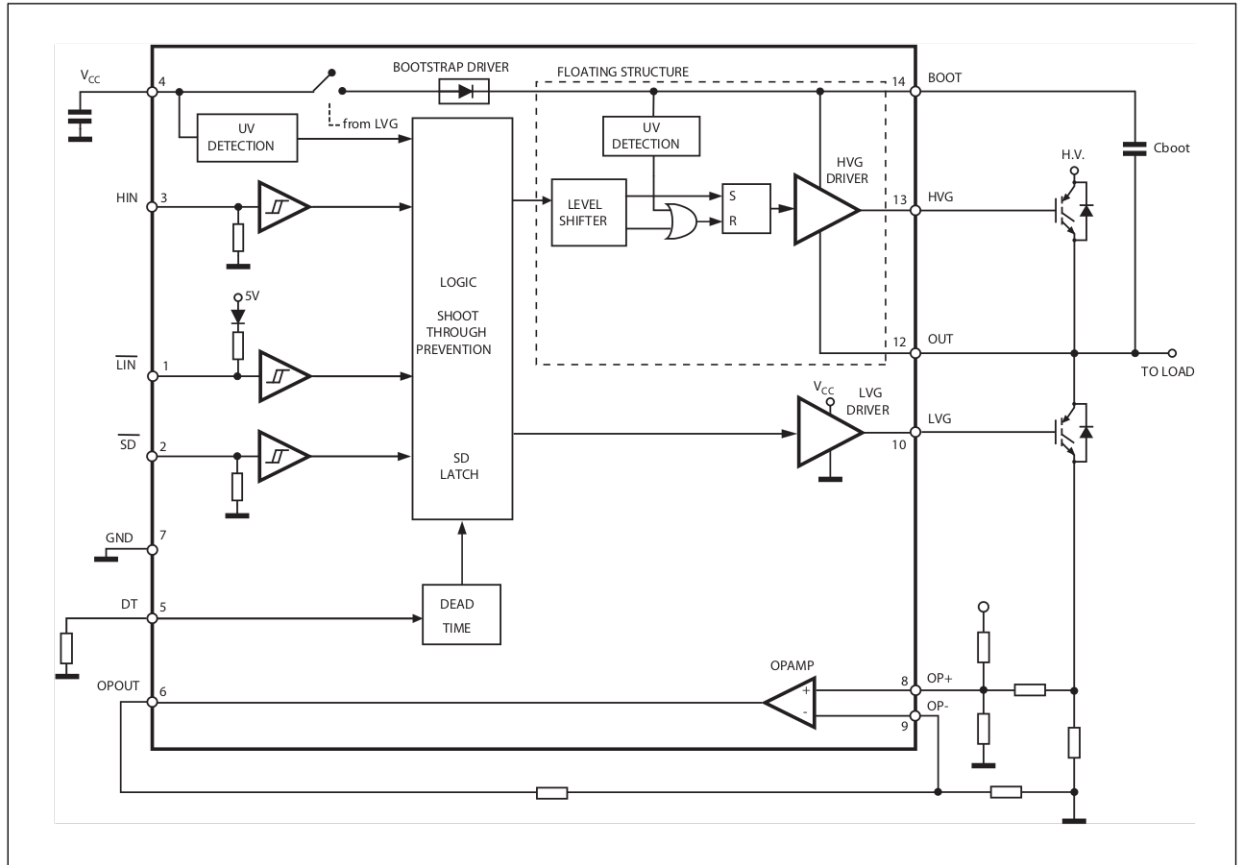 BOOTSTRAP DRIVER
FLOATING STRUCTURE
VCC
4
14
BOOT
from LVG
UV
DETECTION
UV
DETECTION
HVG
DRIVER
H.V.
Cboot
HIN
3
LEVEL
SHIFTER
S
R
13
HVG
LOGIC
SHOOT
THROUGH
PREVENTION
5V
12
OUT
TO LOAD
LIN
1
VCC
LVG
DRIVER
LVG
10
SD
2
SD
LATCH
GND
7
DT
5
DEAD
TIME
OPAMP
OPOUT
6
+
-
8
OP+
OP-
9